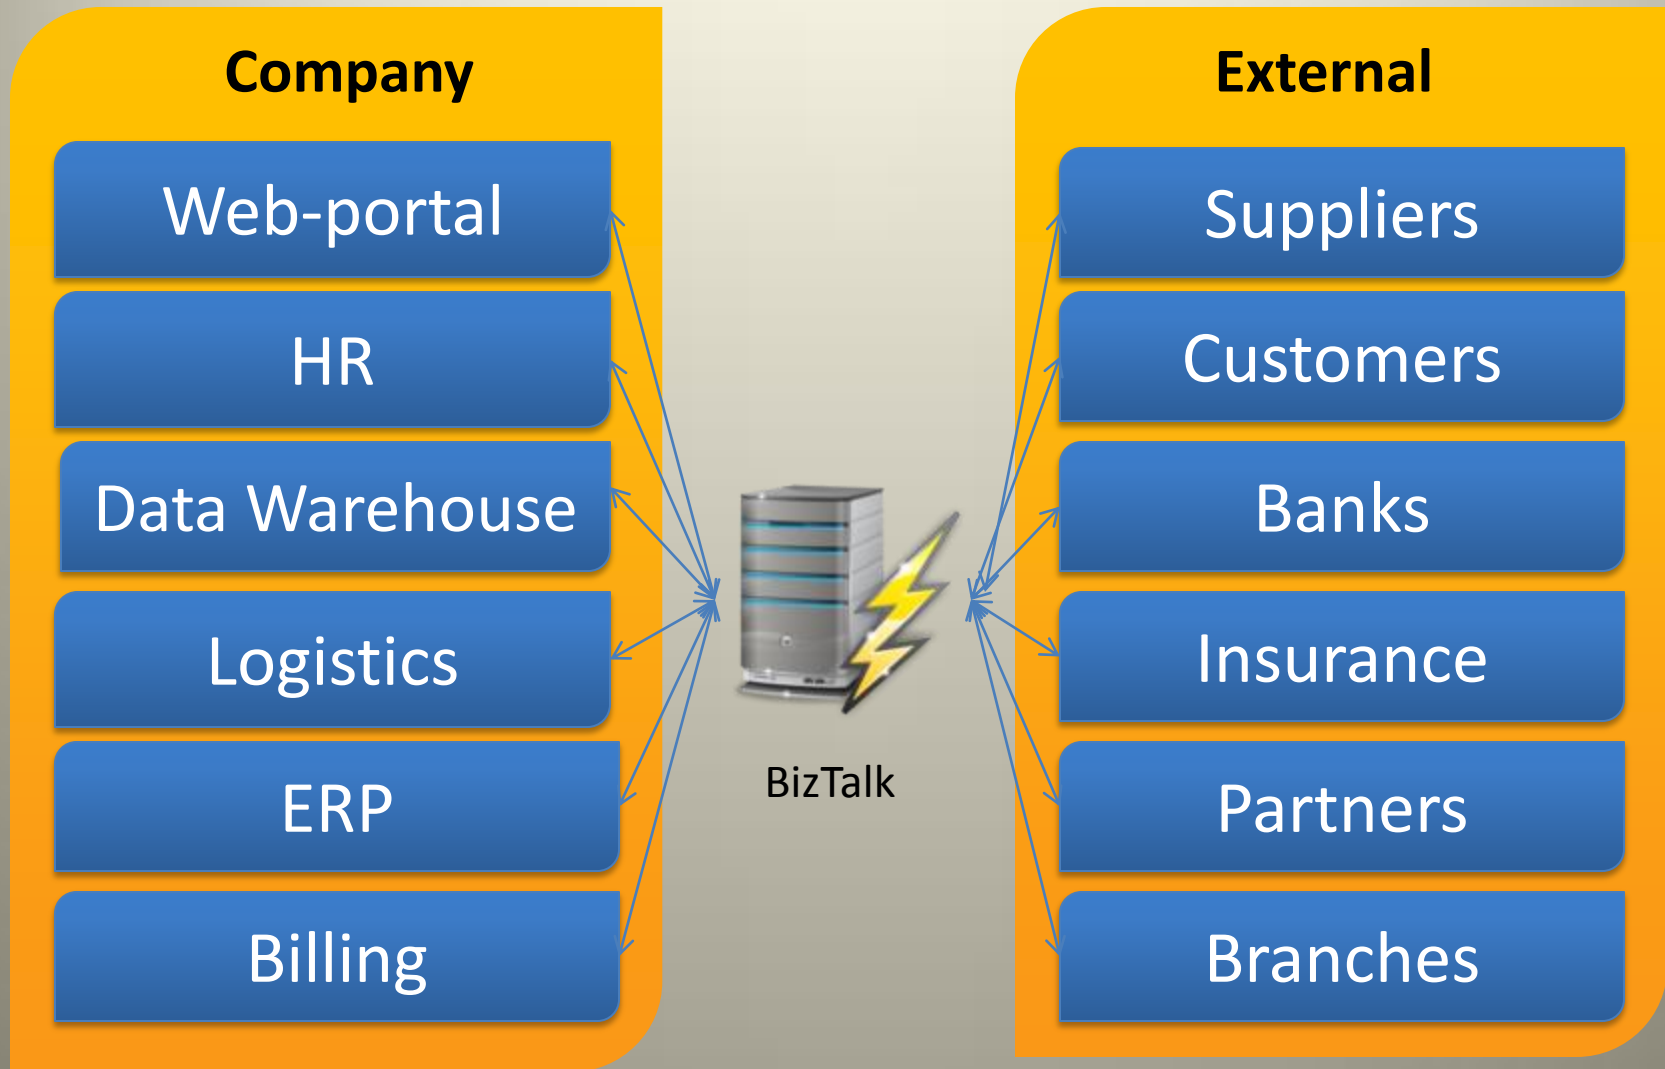 Company
Web-portal
HR
Data Warehouse
Logistics
ERP
Billing
BizTalk
External
Suppliers
Customers
Banks
Insurance
Partners
Branches